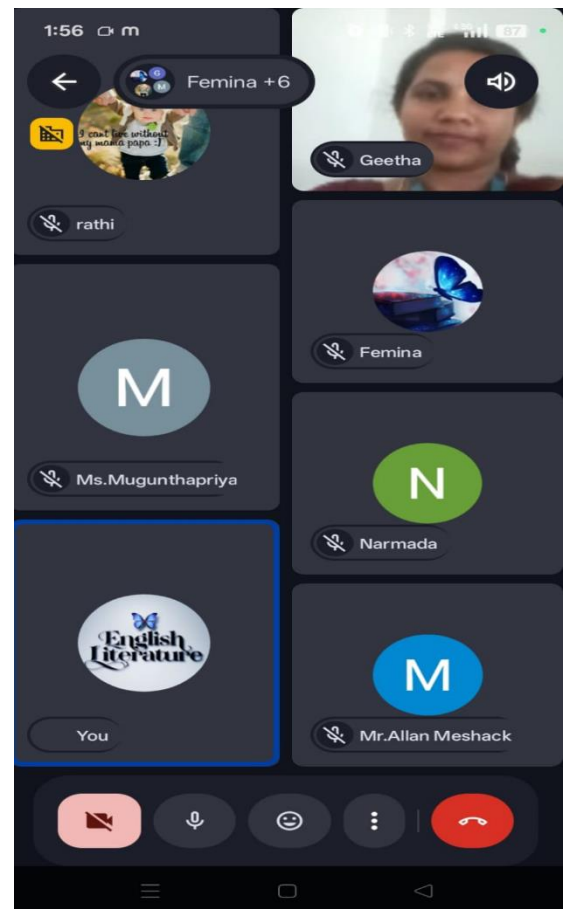 1:56 m 87
Femina +6
G
M
I cant live without
my mama papa :]
rathi
Geetha
Femina
M
Ms.Mugunthapriya
N
Narmada
English
Literature
You
M
Mr.Allan Meshack